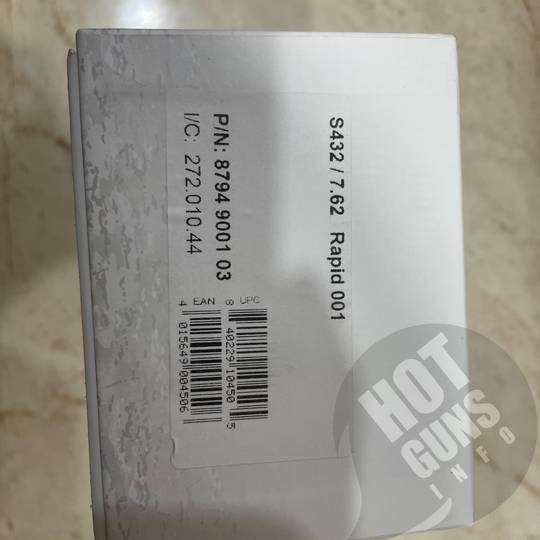 S432 / 7.62 Rapid 001
P/N: 8794 9001 03
I/C: 272.010.44
UPC
8 40229 10450 5
EAN
4 015649 004506
HOT
GUNS
INFO